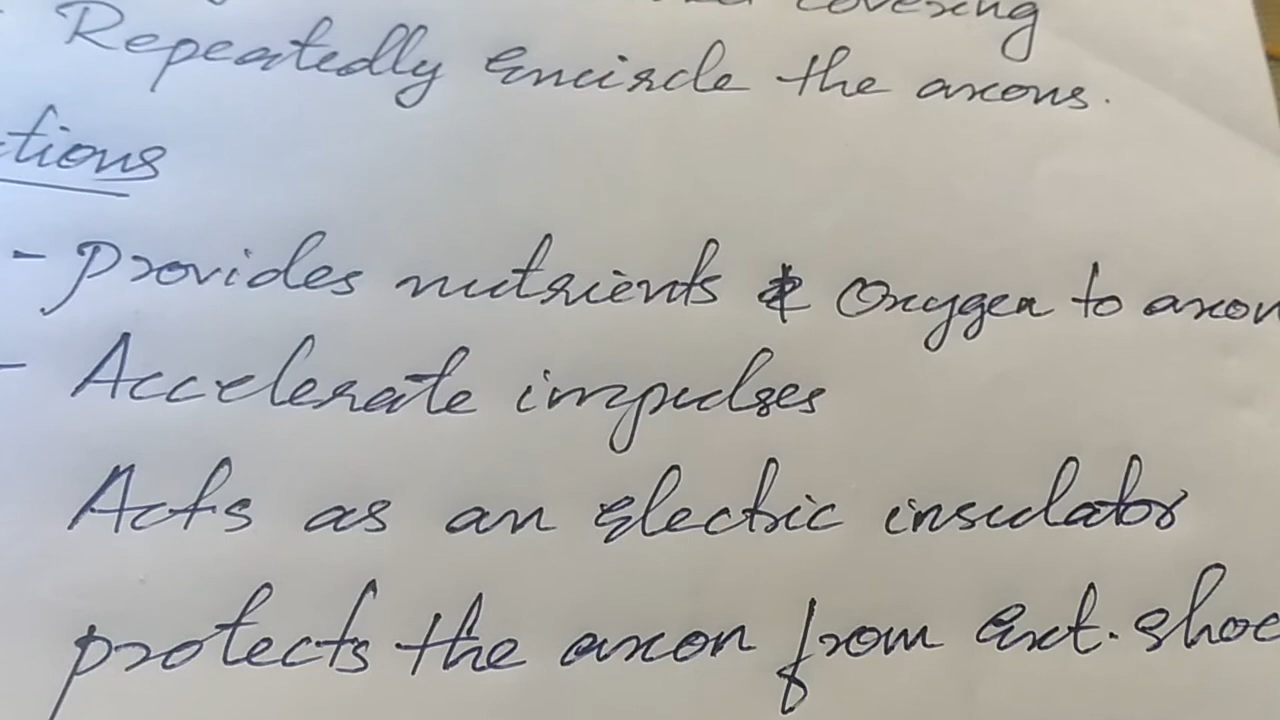 covering
Repeatedly Encircle the axons.
tions
- Provides nutrients & Oxygen to axon
- Accelerate impulses
Acts as an electric insulator
protects the axon from ext. shoc